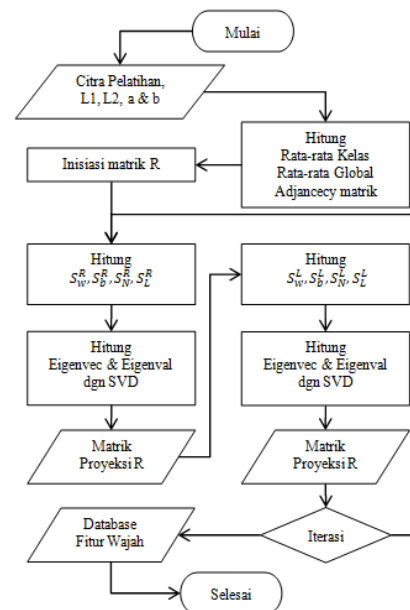 Mulai
Citra Pelatihan,
L1, L2, a & b
Hitung
Rata-rata Kelas
Rata-rata Global
Adjancecy matrik
Inisiasi matrik R
Hitung
$S_w^R, S_b^R, S_N^R, S_L^R$
Hitung
Eigenvec & Eigenval
dgn SVD
Matrik
Proyeksi R
Hitung
$S_w^L, S_b^L, S_N^L, S_L^L$
Hitung
Eigenvec & Eigenval
dgn SVD
Matrik
Proyeksi R
Iterasi
Database
Fitur Wajah
Selesai